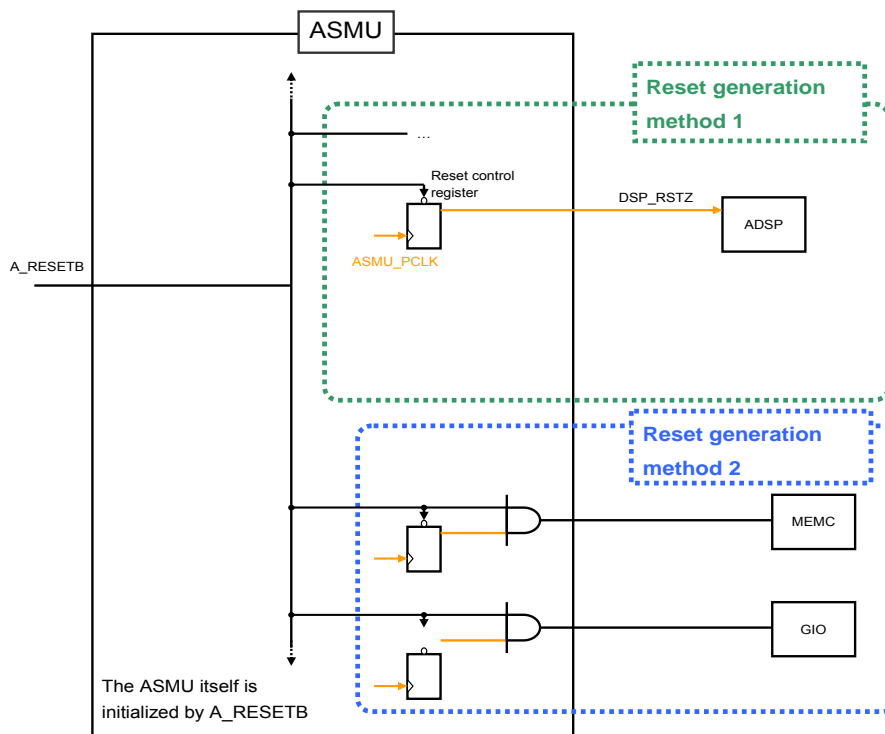 ASMU
Reset generation
method 1
...
Reset control
register
DSP_RSTZ
ADSP
ASMU_PCLK
A_RESETB
Reset generation
method 2
MEMC
GIO
The ASMU itself is
initialized by A_RESETB